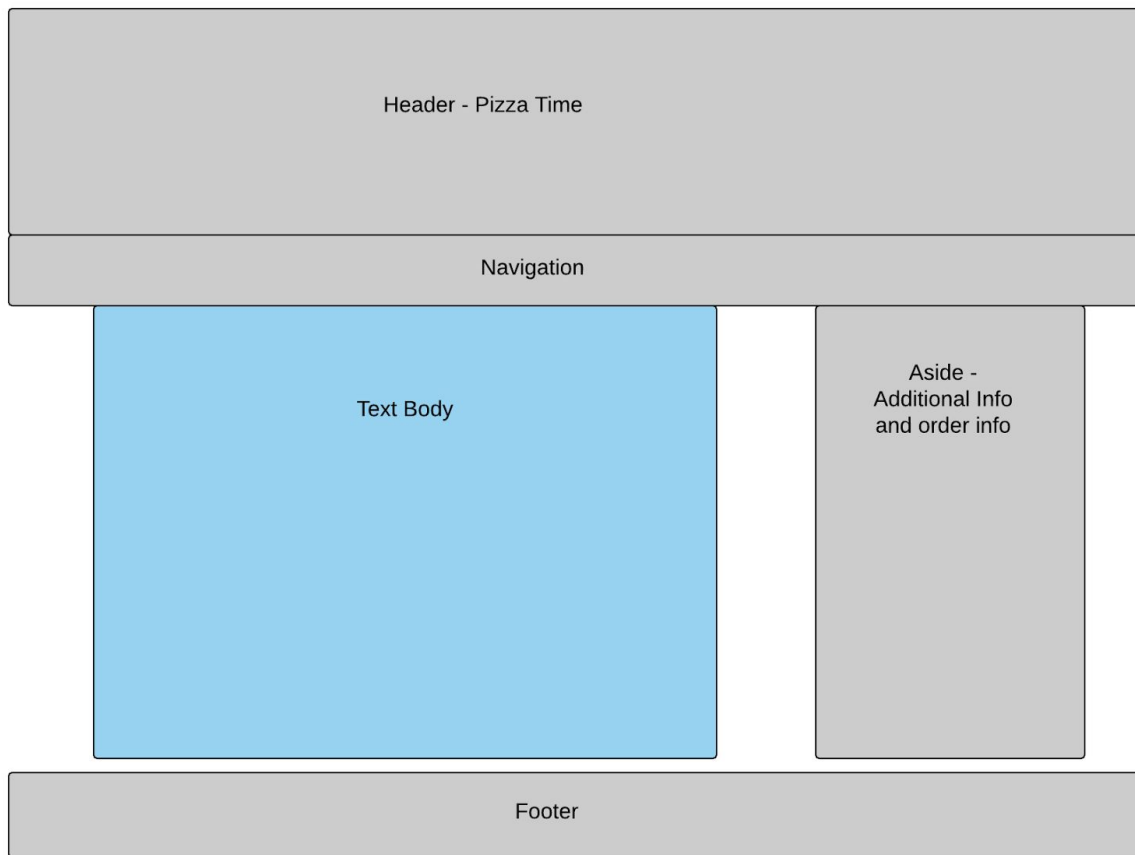 Header - Pizza Time
Navigation
Text Body
Aside -
Additional Info
and order info
Footer